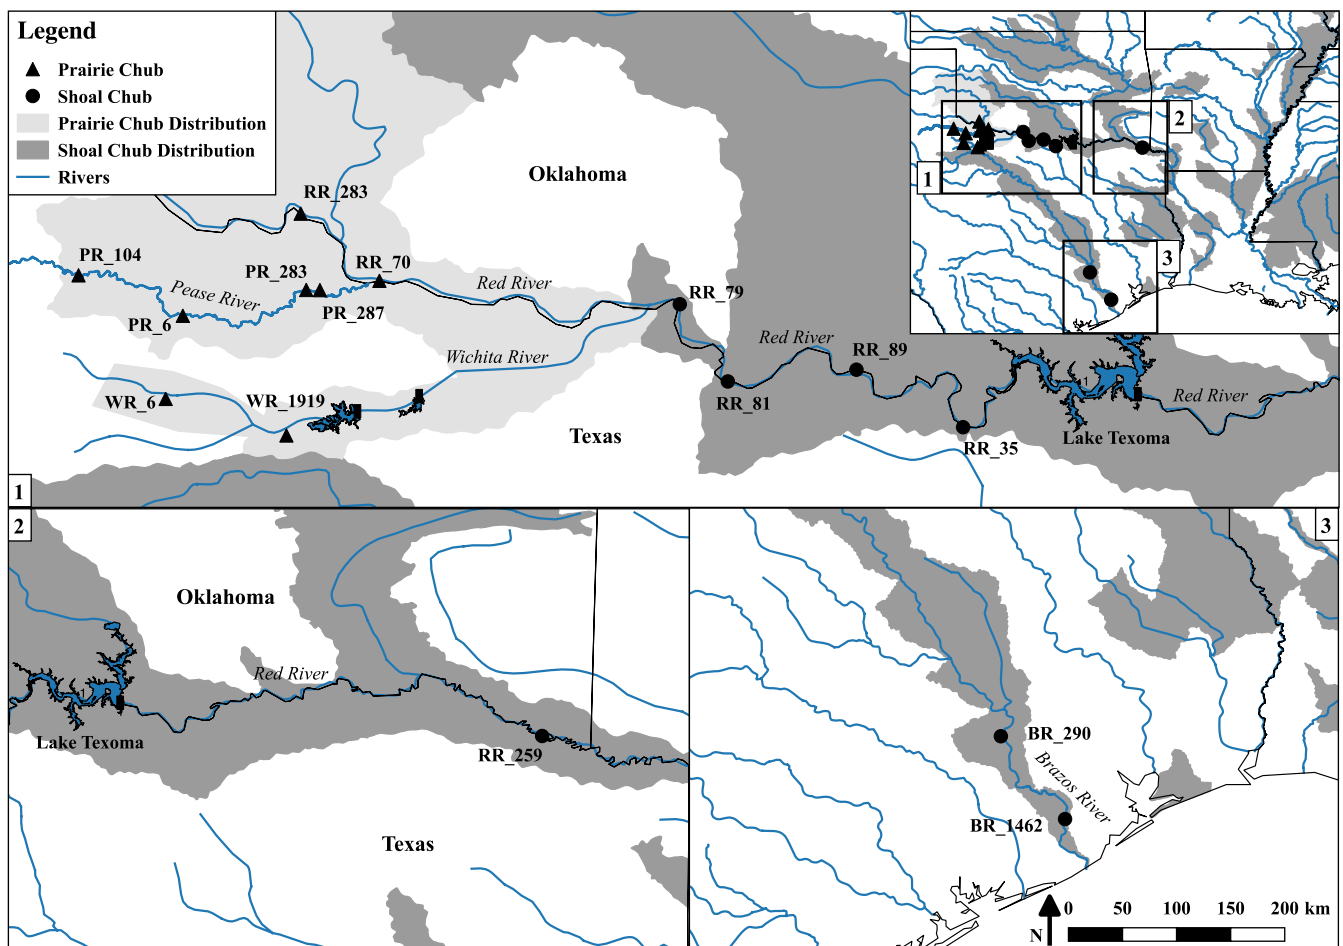 Legend
Prairie Chub
Shoal Chub
Prairie Chub Distribution
Shoal Chub Distribution
Rivers
RR_283
PR_104
PR_283
RR_70
Pease River
PR_287
PR_6
Red River
RR_79
Wichita River
WR_6
WR_1919
Oklahoma
Texas
Red River
RR_89
RR_81
RR_35
Lake Texoma
Red River
1
2
3
1
2
Oklahoma
Red River
Lake Texoma
RR_259
Texas
3
BR_290
Brazos River
BR_1462
N
0 50 100 150 200 km